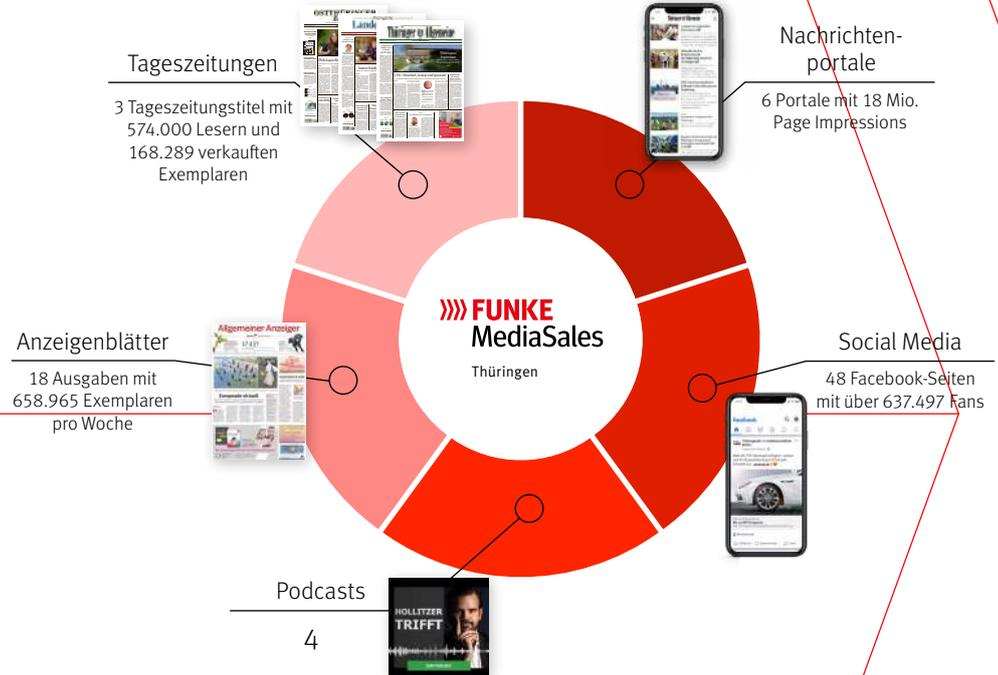 Tageszeitungen
3 Tageszeitungstitel mit
574.000 Lesern und
168.289 verkauften
Exemplaren
Thüringer Allgemeine
Nachrichten-
portale
6 Portale mit 18 Mio.
Page Impressions
FUNKE
MediaSales
Thüringen
Anzeigenblätter
18 Ausgaben mit
658.965 Exemplaren
pro Woche
Allgemeiner Anzeiger
Social Media
48 Facebook-Seiten
mit über 637.497 Fans
Podcasts
4
HOLLITZER
TRIFFT